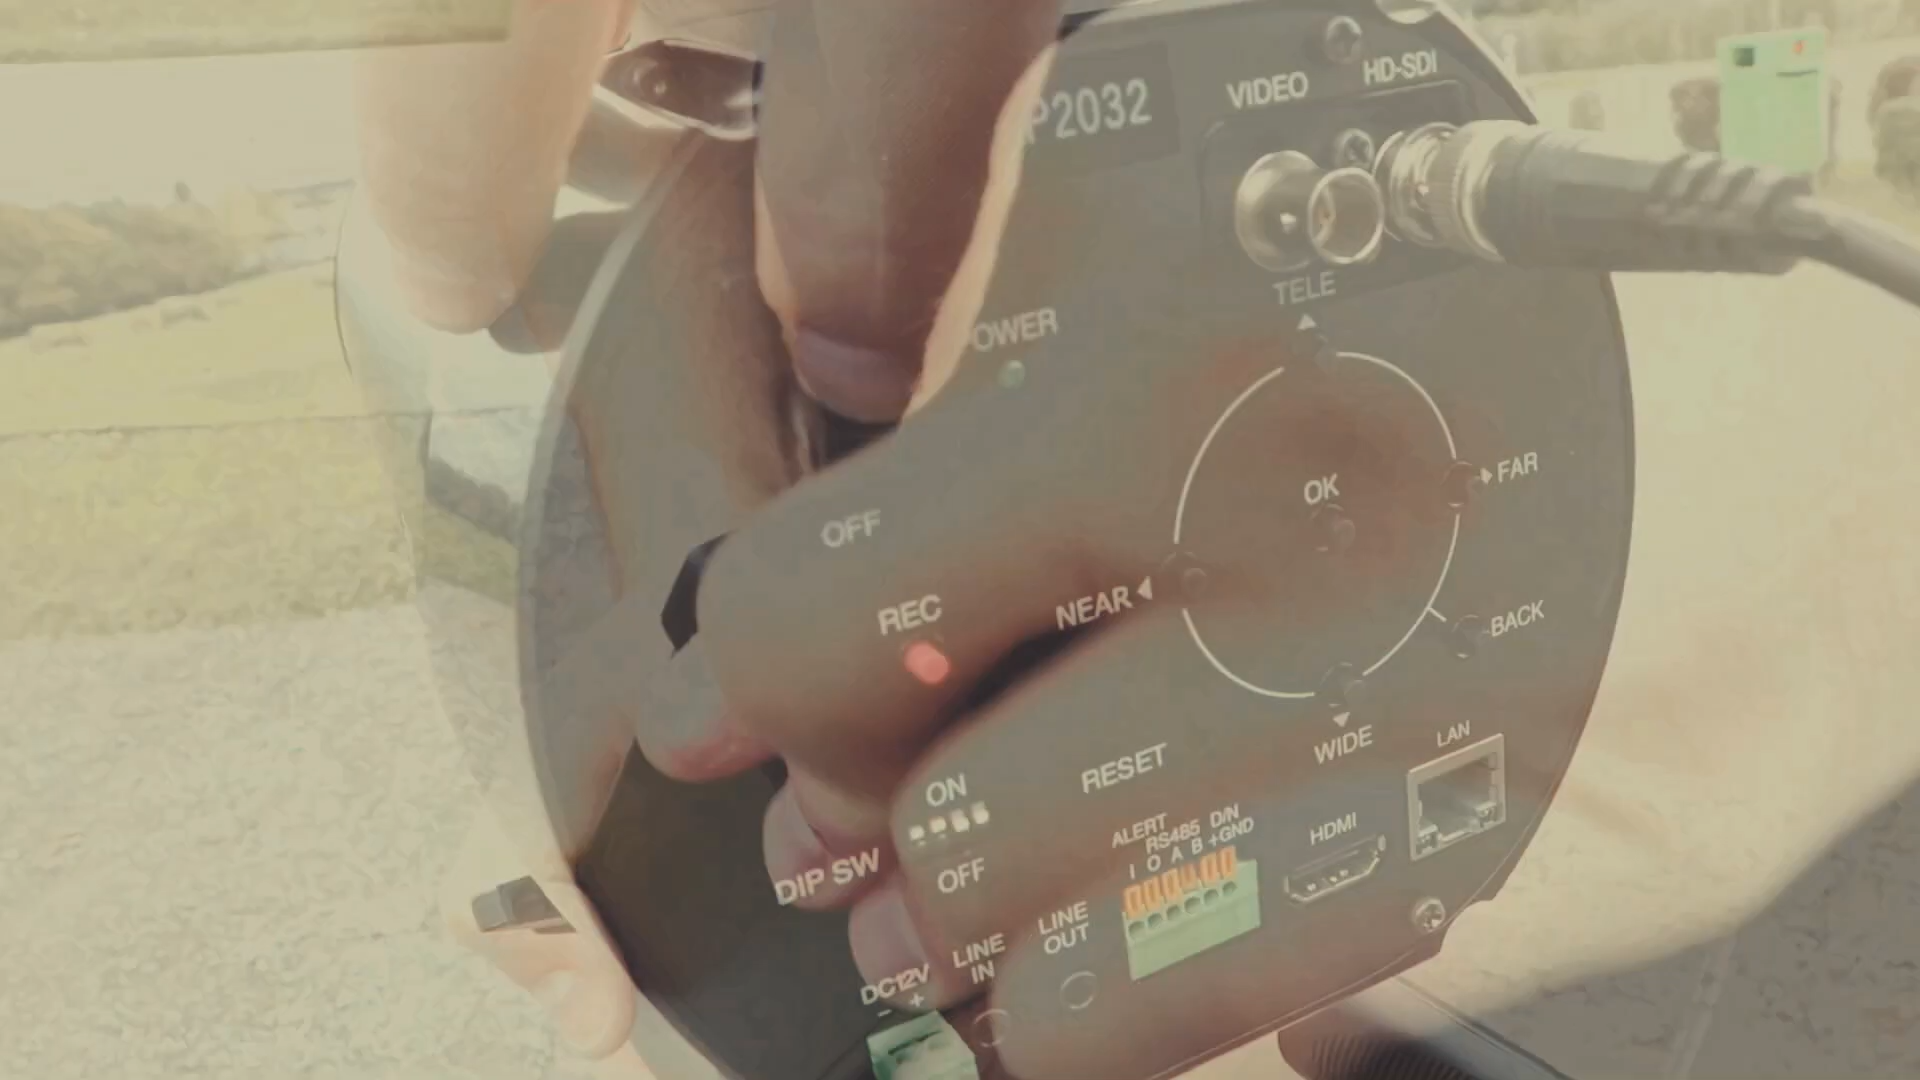 P2032
VIDEO
HD-SDI
TELE
POWER
OFF
OK
FAR
REC
NEAR
BACK
WIDE
LAN
RESET
ON
DIP SW
OFF
ALERT
RS485
D/N
I O A B +GND
HDMI
LINE
OUT
LINE
IN
DC12V
- +